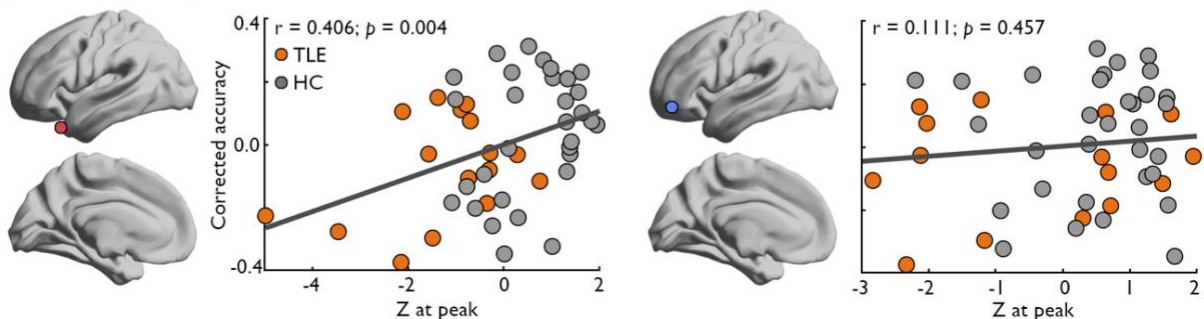 r = 0.406; p = 0.004
TLE
HC
Corrected accuracy
0.4
0.0
-0.4
-4
-2
0
2
Z at peak
r = 0.111; p = 0.457
-3
-2
-1
0
1
2
Z at peak